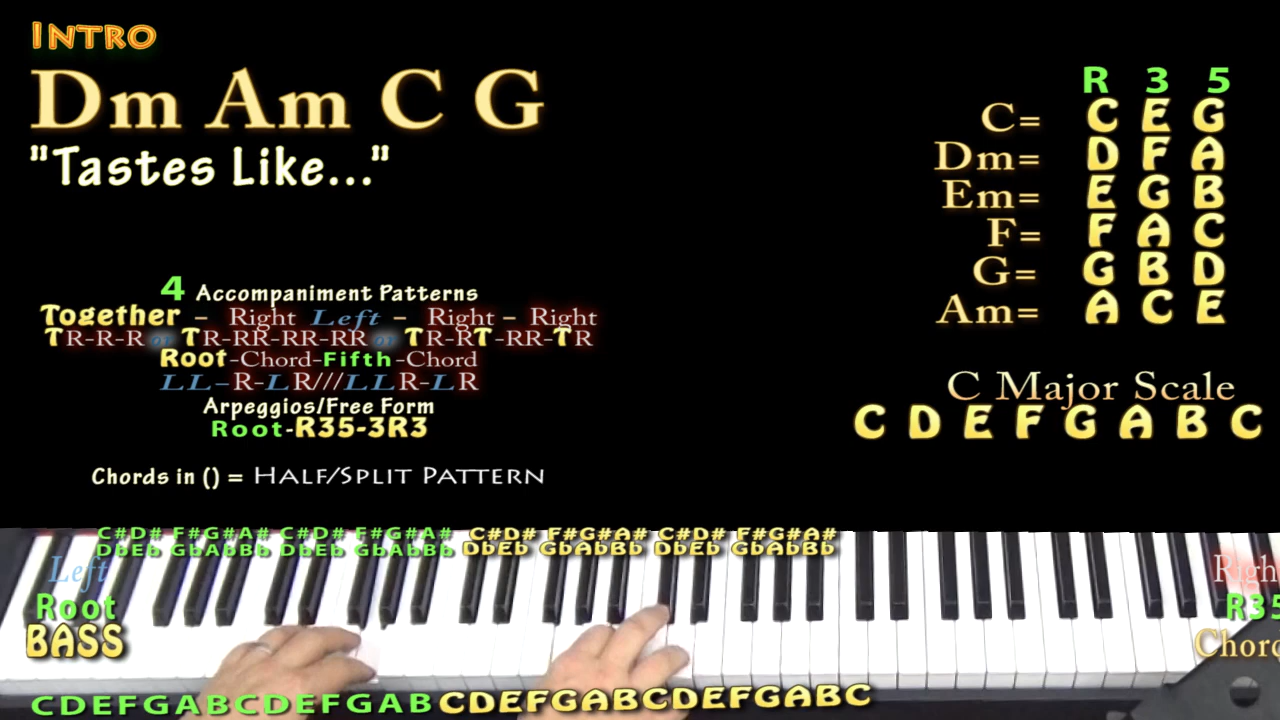 INTRO
Dm Am C G
"Tastes Like..."
R 3 5
C= C E G
Dm= D F A
Em= E G B
F= F A C
G= G B D
Am= A C E
C Major Scale
C D E F G A B C
4 Accompaniment Patterns
Together - Right Left - Right - Right
TR-R-R or TR-RR-RR-RR or TR-RT-RR-TR
Root-Chord-Fifth-Chord
LL-R-LR///LLR-LR
Arpeggios/Free Form
Root-R35-3R3
Chords in () = HALF/SPLIT PATTERN
C#D# F#G#A# C#D# F#G#A# C#D# F#G#A# C#D# F#G#A#
DbEb GbAbBb DbEb GbAbBb DbEb GbAbBb DbEb GbAbBb
Left
Root
BASS
Righ
R35
Chord
CDEFGABCDEFGABCDEFGABCDEFGABC